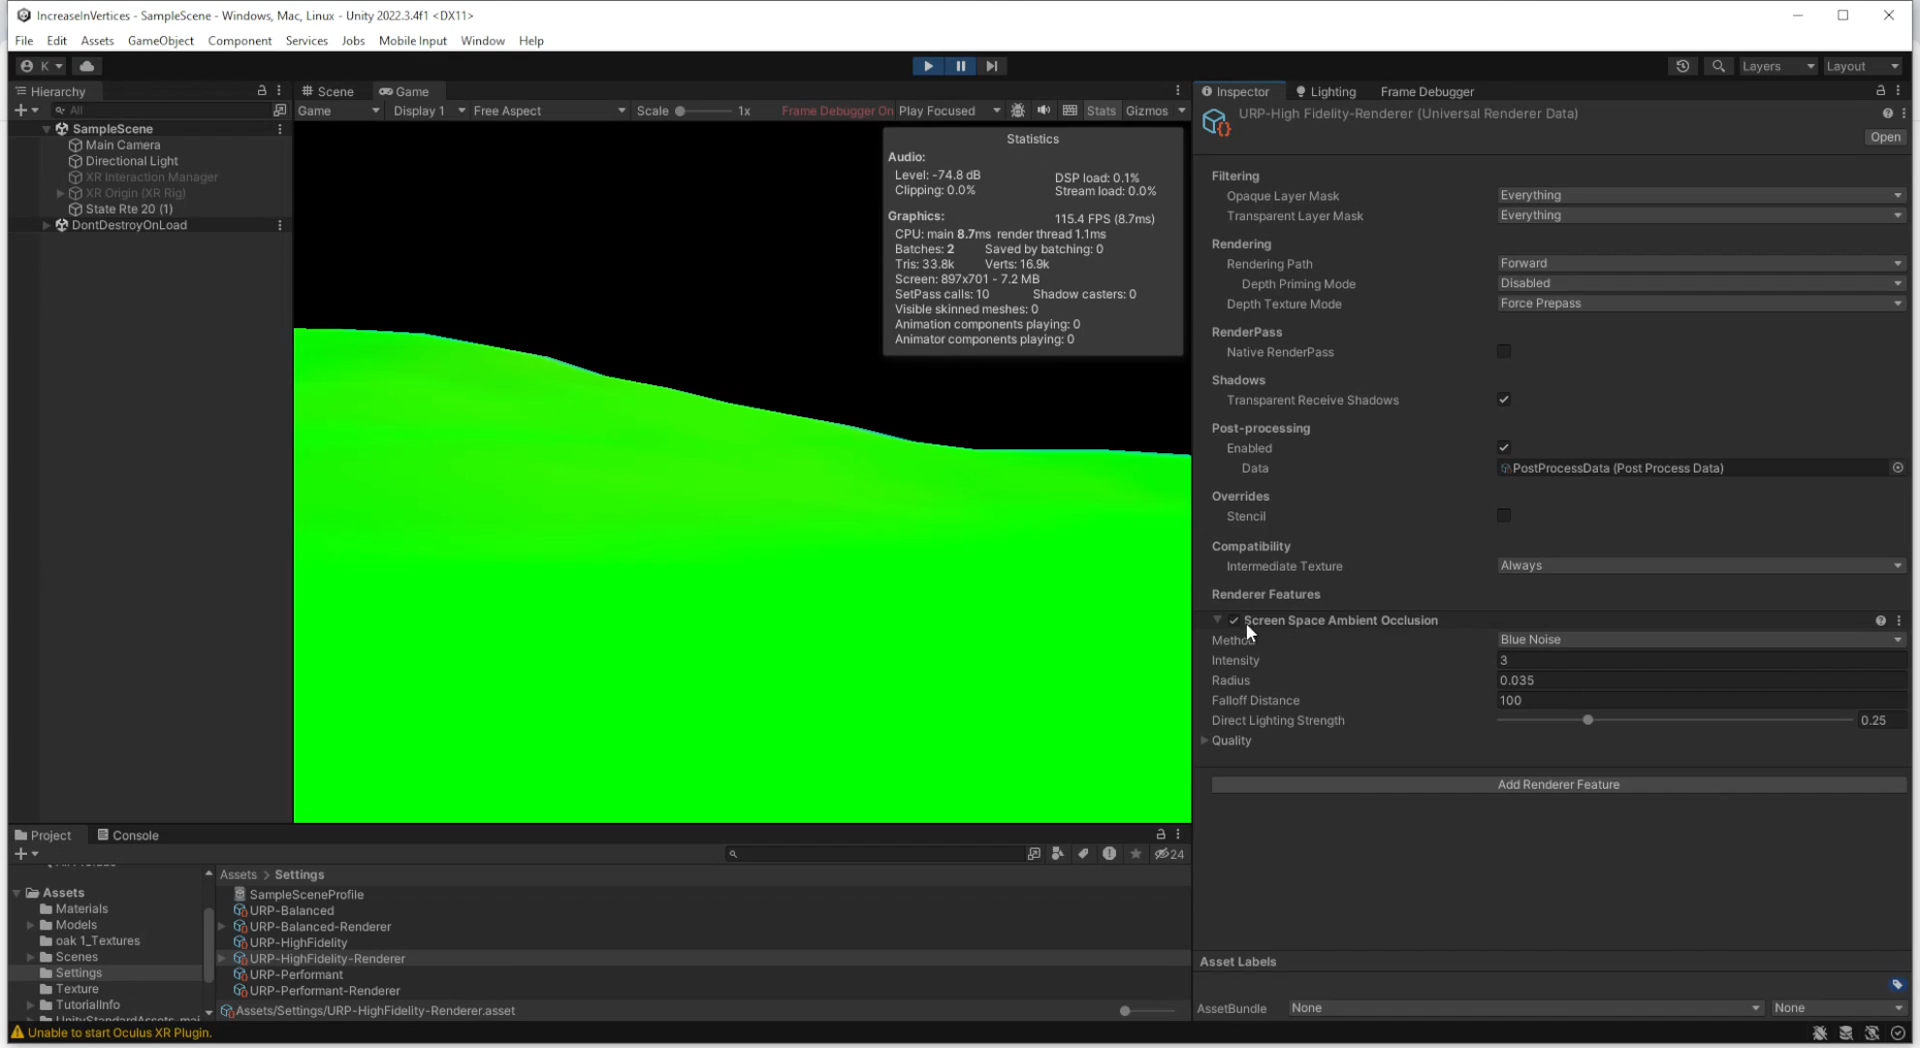 IncreaseInVertices - SampleScene - Windows, Mac, Linux - Unity 2022.3.4f1 <DX11>
File Edit Assets GameObject Component Services Jobs Mobile Input Window Help
K Layers Layout
Hierarchy
All
SampleScene
Main Camera
Directional Light
XR Interaction Manager
XR Origin (XR Rig)
State Rte 20 (1)
DontDestroyOnLoad
Scene Game
Game Display 1 Free Aspect Scale 1x Frame Debugger On Play Focused Stats Gizmos
Statistics
Audio:
Level: -74.8 dB DSP load: 0.1%
Clipping: 0.0% Stream load: 0.0%
Graphics: 115.4 FPS (8.7ms)
CPU: main 8.7ms render thread 1.1ms
Batches: 2 Saved by batching: 0
Tris: 33.8k Verts: 16.9k
Screen: 897x701 - 7.2 MB
SetPass calls: 10 Shadow casters: 0
Visible skinned meshes: 0
Animation components playing: 0
Animator components playing: 0
Inspector Lighting Frame Debugger
URP-High Fidelity-Renderer (Universal Renderer Data)
Open
Filtering
Opaque Layer Mask Everything
Transparent Layer Mask Everything
Rendering
Rendering Path Forward
Depth Priming Mode Disabled
Depth Texture Mode Force Prepass
RenderPass
Native RenderPass
Shadows
Transparent Receive Shadows
Post-processing
Enabled
Data PostProcessData (Post Process Data)
Overrides
Stencil
Compatibility
Intermediate Texture Always
Renderer Features
Screen Space Ambient Occlusion
Blue Noise
Intensity 3
Radius 0.035
Falloff Distance 100
Direct Lighting Strength 0.25
Quality
Add Renderer Feature
Asset Labels
AssetBundle None None
Project Console
24
Assets
Materials
Models
oak 1_Textures
Scenes
Settings
Texture
TutorialInfo
Assets > Settings
SampleSceneProfile
URP-Balanced
URP-Balanced-Renderer
URP-HighFidelity
URP-HighFidelity-Renderer
URP-Performant
URP-Performant-Renderer
Assets/Settings/URP-HighFidelity-Renderer.asset
Unable to start Oculus XR Plugin.